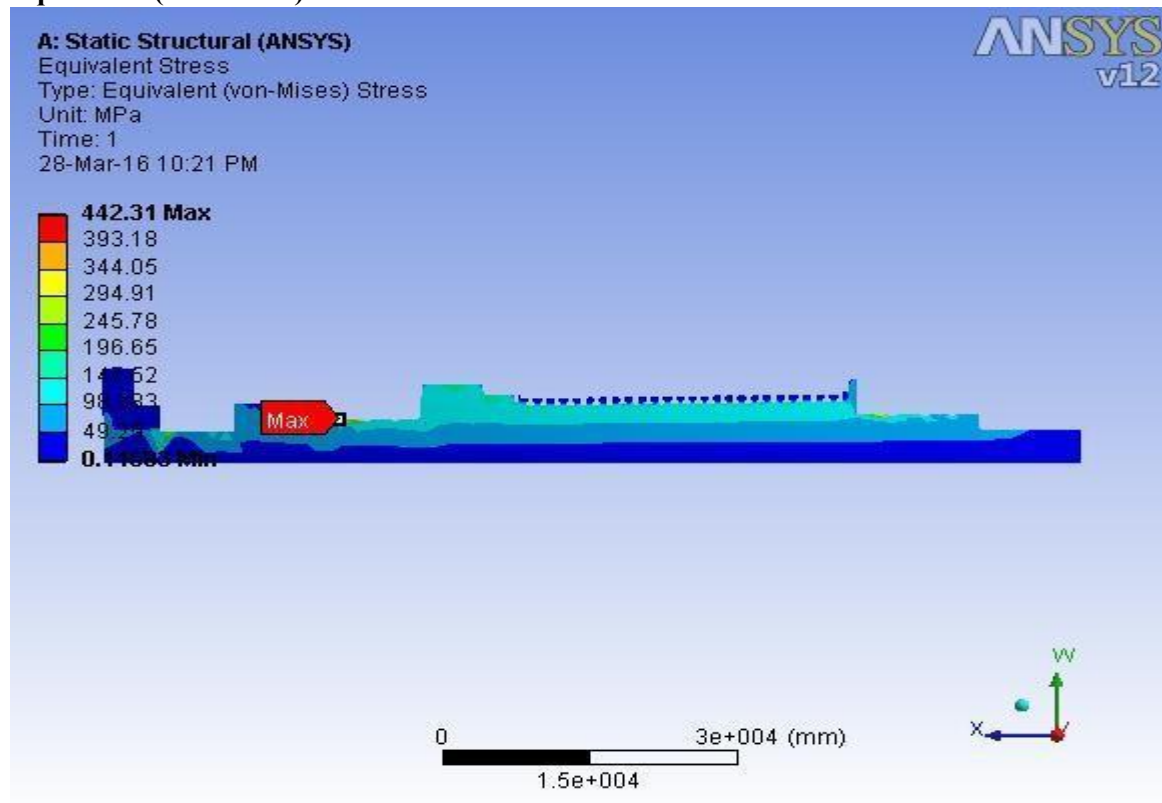 A: Static Structural (ANSYS)
Equivalent Stress
Type: Equivalent (von-Mises) Stress
Unit: MPa
Time: 1
28-Mar-16 10:21 PM
ANSYS
v12
442.31 Max
393.18
344.05
294.91
245.78
196.65
Min
Max
0
3e+004 (mm)
1.5e+004
W
X
Y